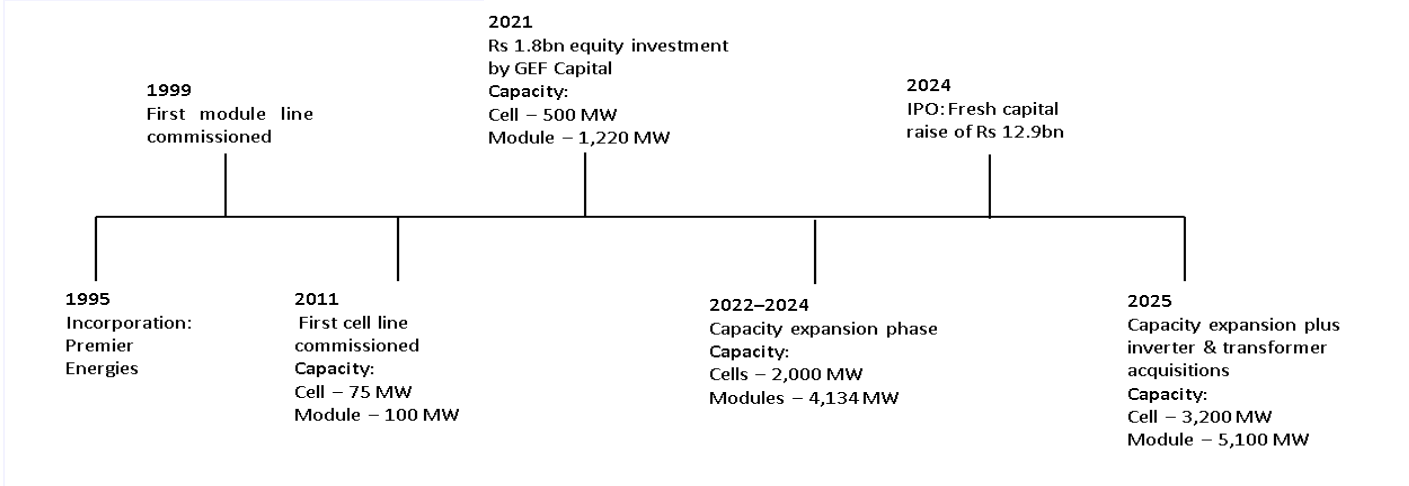 1999
First module line
commissioned
2021
Rs 1.8bn equity investment
by GEF Capital
Capacity:
Cell – 500 MW
Module – 1,220 MW
2024
IPO: Fresh capital
raise of Rs 12.9bn
1995
Incorporation:
Premier
Energies
2011
First cell line
commissioned
Capacity:
Cell – 75 MW
Module – 100 MW
2022–2024
Capacity expansion phase
Capacity:
Cells – 2,000 MW
Modules – 4,134 MW
2025
Capacity expansion plus
inverter & transformer
acquisitions
Capacity:
Cell – 3,200 MW
Module – 5,100 MW